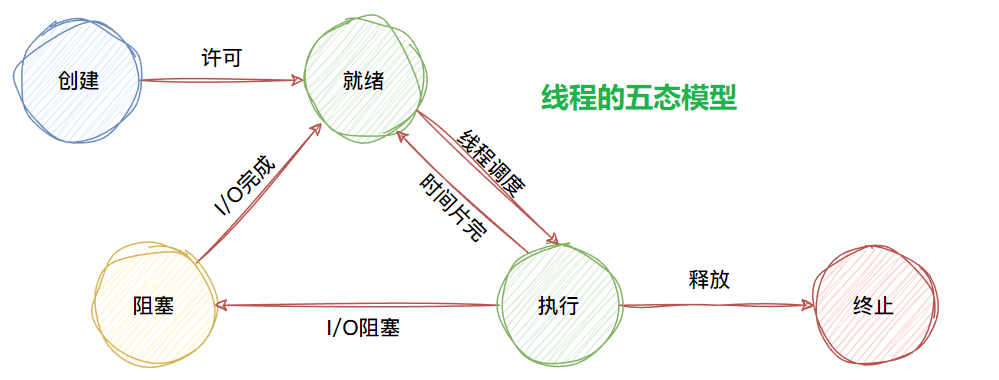 创建
许可
就绪
线程的五态模型
线程调度
时间片完
I/O完成
阻塞
I/O阻塞
执行
释放
终止